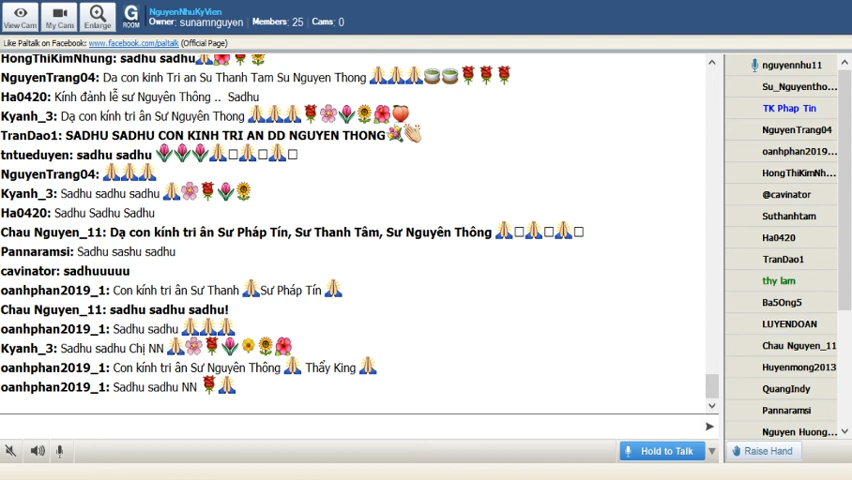 NguyenNhuKyVien
Owner: sunamnguyen Members: 25 Cams: 0
View Cam My Cam Enlarge G ROOM
Like Paltalk on Facebook: www.facebook.com/paltalk (Official Page)
HongThiKimNhung: sadhu sadhu
NguyenTrang04: Da con kinh Tri an Su Thanh Tam Su Nguyen Thong
Ha0420: Kính đảnh lễ sư Nguyên Thông .. Sadhu
Kyanh_3: Dạ con kính tri ân Sư Nguyên Thong
TranDao1: SADHU SADHU CON KINH TRI AN DD NGUYEN THONG
tntueduyen: sadhu sadhu
NguyenTrang04:
Kyanh_3: Sadhu sadhu sadhu
Ha0420: Sadhu Sadhu Sadhu
Chau Nguyen_11: Dạ con kính tri ân Sư Pháp Tín, Sư Thanh Tâm, Sư Nguyên Thông
Pannaramsi: Sadhu sashu sadhu
cavinator: sadhuuuuu
oanhphan2019_1: Con kính tri ân Sư Thanh Sư Pháp Tín
Chau Nguyen_11: sadhu sadhu sadhu!
oanhphan2019_1: Sadhu sadhu
Kyanh_3: Sadhu sadhu Chị NN
oanhphan2019_1: Con kính tri ân Sư Nguyên Thông Thẩy King
oanhphan2019_1: Sadhu sadhu NN
Hold to Talk
nguyennhu11
Su_Nguyentho...
TK Phap Tin
NguyenTrang04
oanhphan2019...
HongThiKimNh...
@cavinator
Suthanhtam
Ha0420
TranDao1
thy lam
Ba5Ong5
LUYENDOAN
Chau Nguyen_11
Huyenmong2013
QuangIndy
Pannaramsi
Nguyen Huong...
Raise Hand